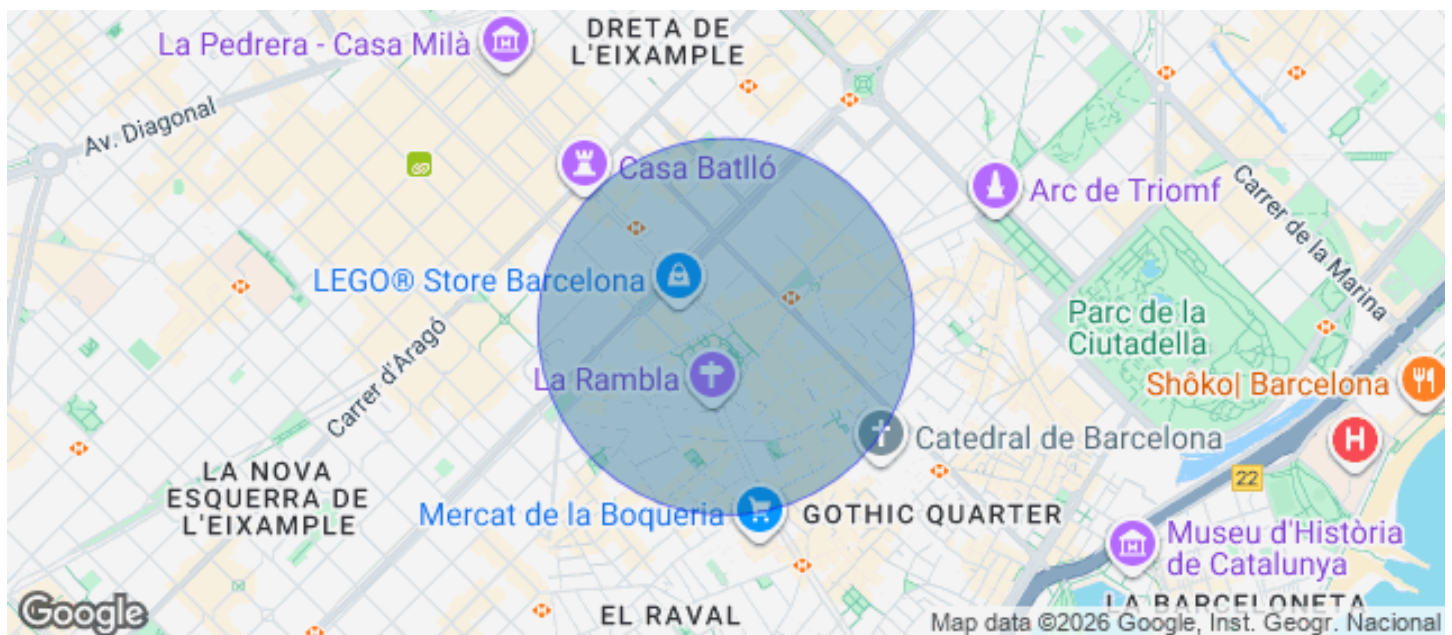 La Pedrera - Casa Milà
DRETA DE
L'EIXAMPLE
Av. Diagonal
Casa Batlló
Arc de Triomf
Carrer de la Marina
LEGO® Store Barcelona
Parc de la
Ciutadella
Carrer d'Aragó
La Rambla
Shôko| Barcelona
H
Catedral de Barcelona
LA NOVA
ESQUERRA DE
L'EIXAMPLE
22
Mercat de la Boqueria
GOTHIC QUARTER
Museu d'Història
de Catalunya
EL RAVAL
LA BARCELONETA
Google
Map data ©2026 Google, Inst. Geogr. Nacional